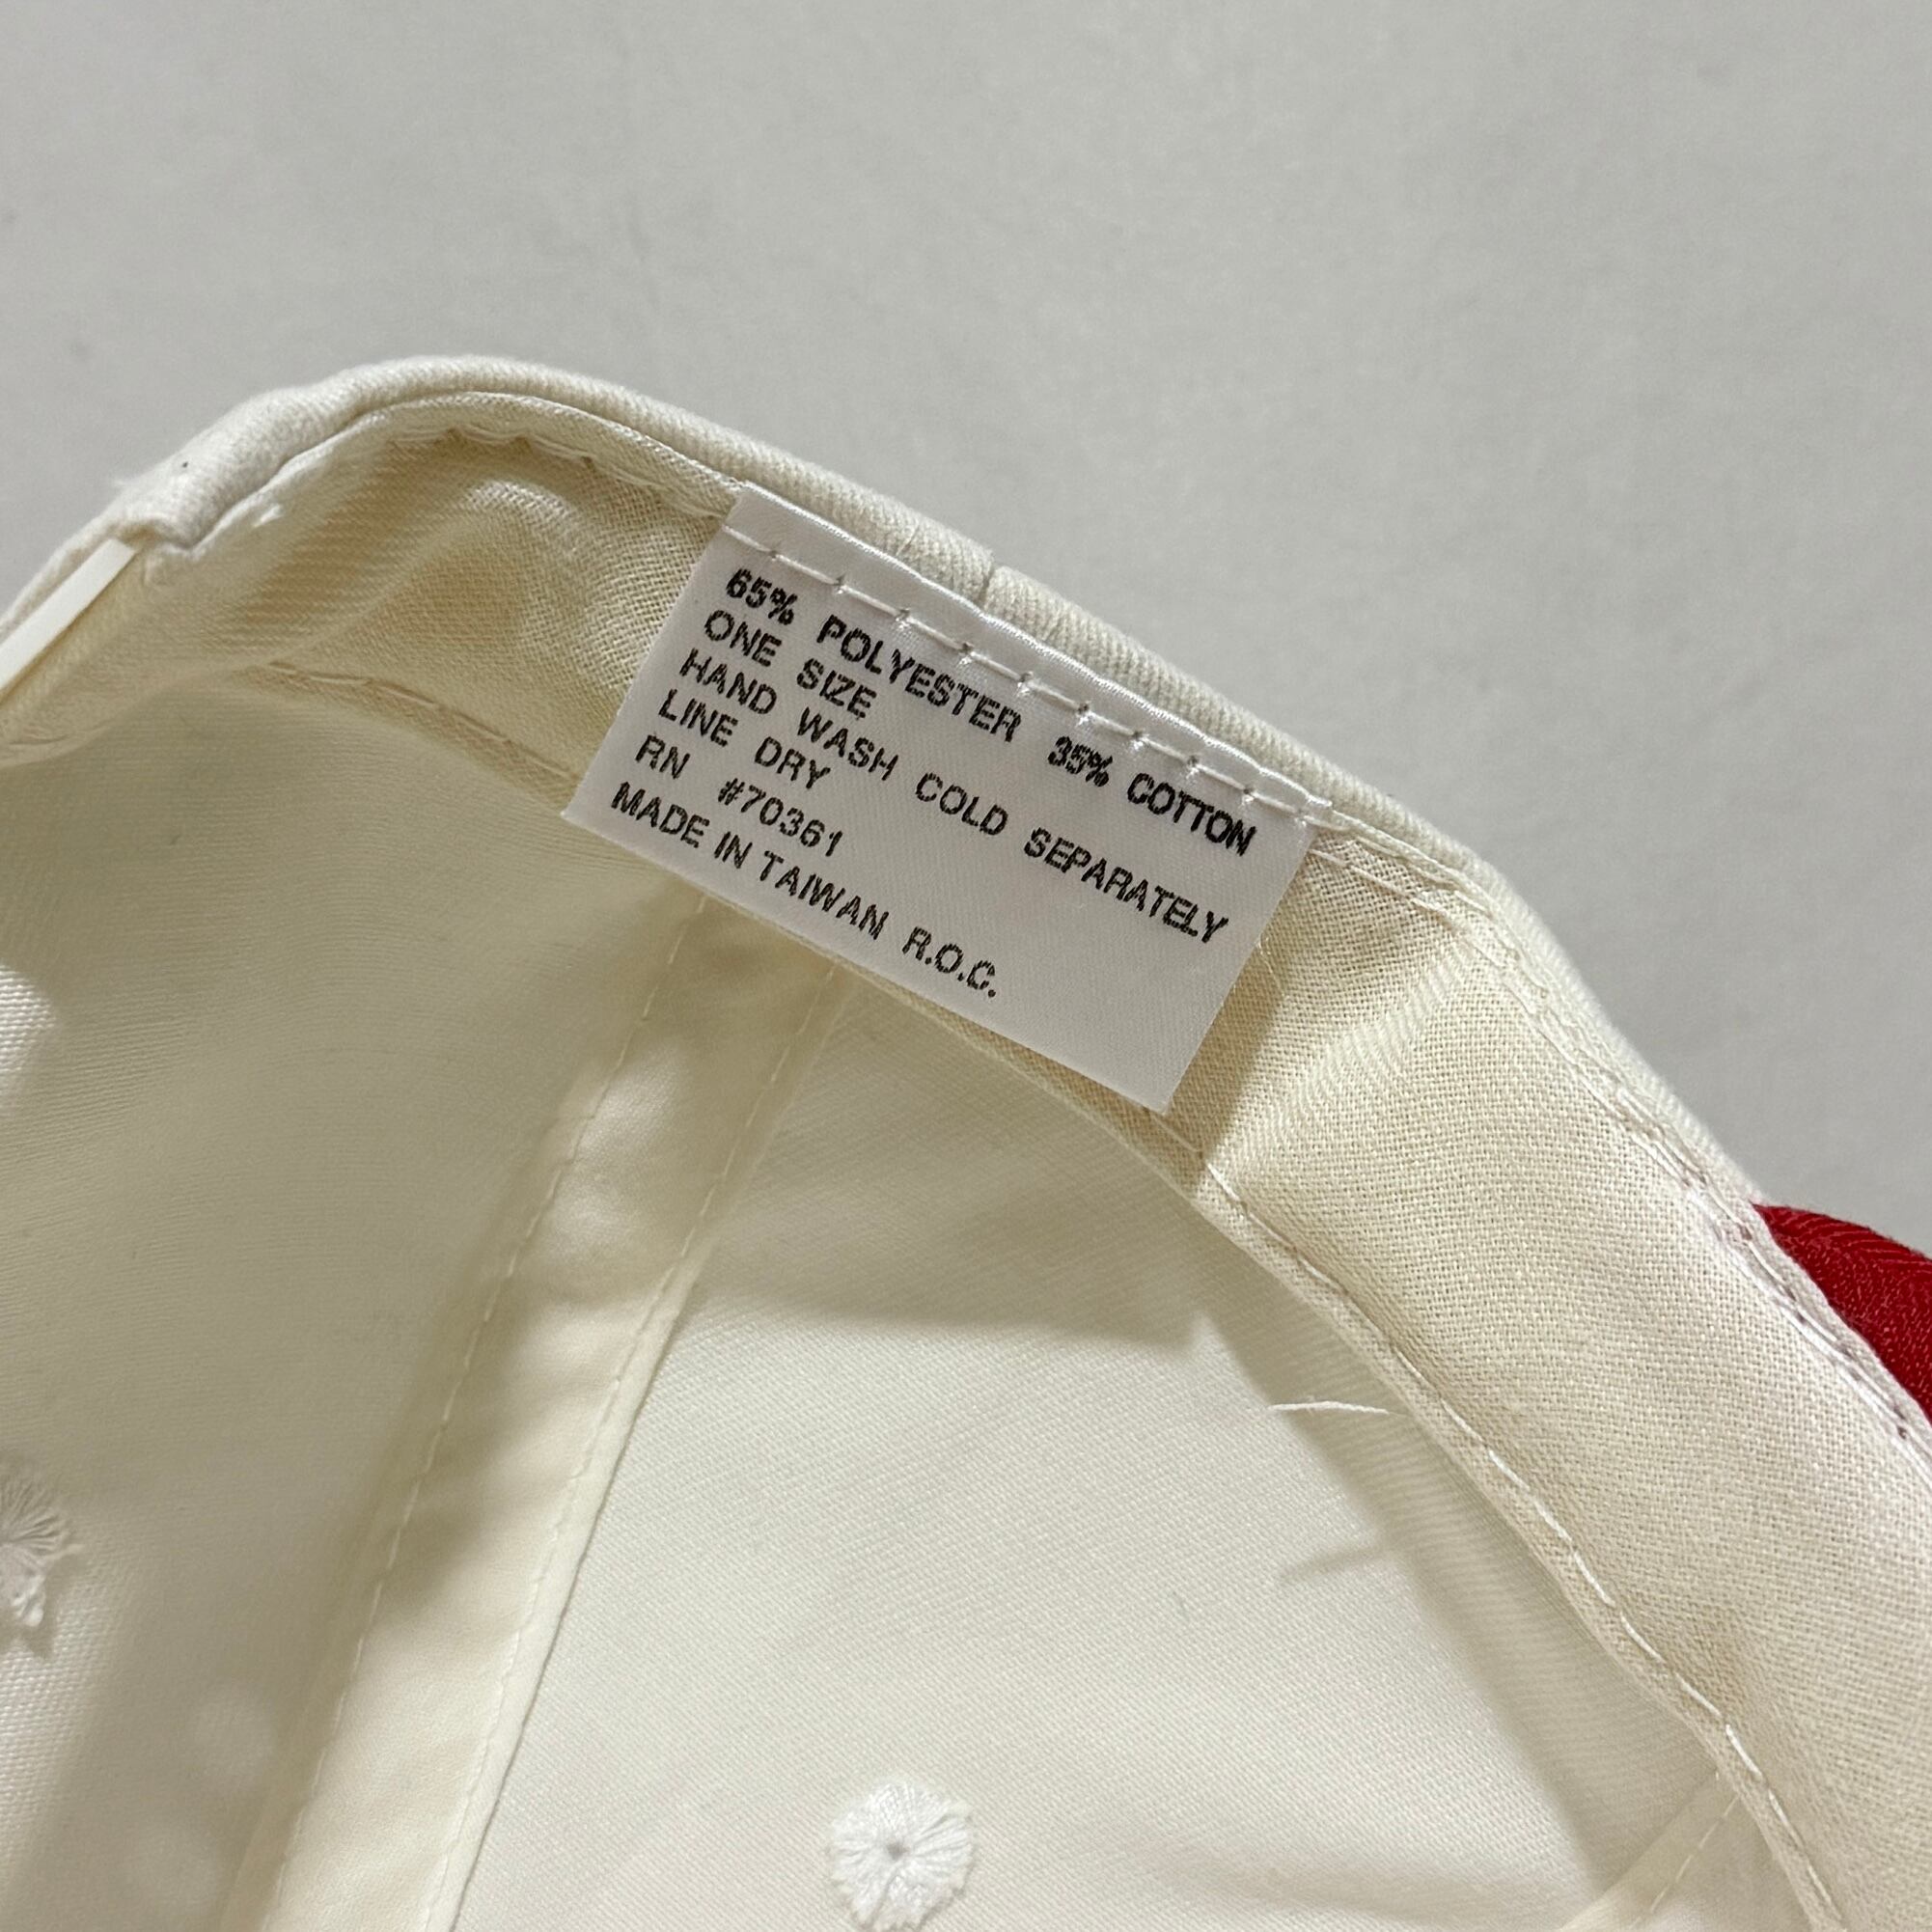 65% POLYESTER 35% COTTON
ONE SIZE
HAND WASH COLD SEPARATELY
LINE DRY
RN #70361
MADE IN TAIWAN R.O.C.